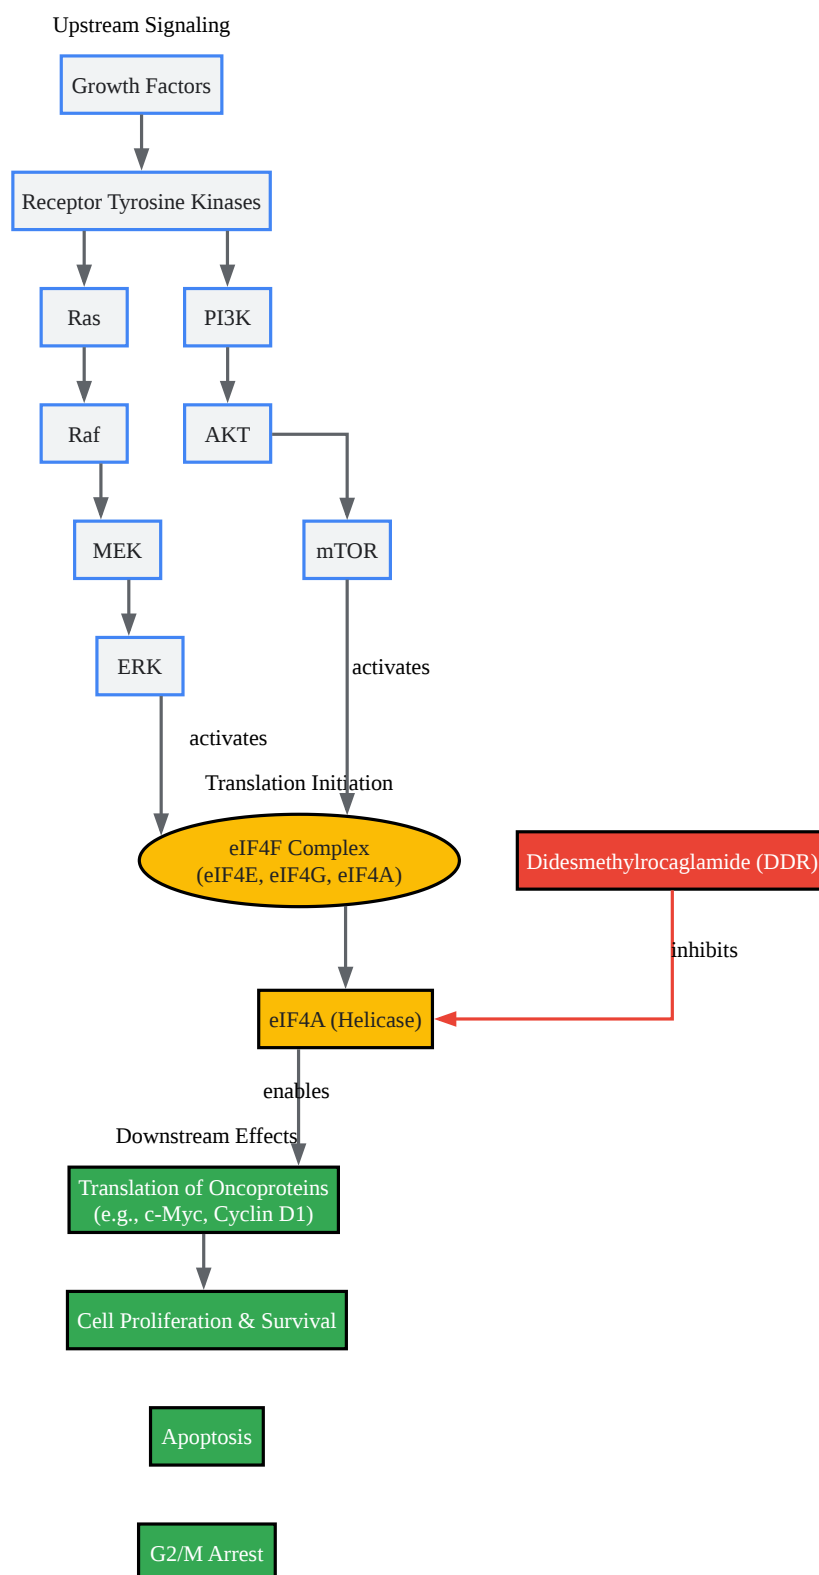 Upstream Signaling
Growth Factors
Receptor Tyrosine Kinases
Ras
PI3K
Raf
AKT
MEK
mTOR
ERK
activates
activates
Translation Initiation
eIF4F Complex
(eIF4E, eIF4G, eIF4A)
Didesmethylrocaglamide (DDR)
inhibits
eIF4A (Helicase)
enables
Downstream Effects
Translation of Oncoproteins
(e.g., c-Myc, Cyclin D1)
Cell Proliferation & Survival
Apoptosis
G2/M Arrest